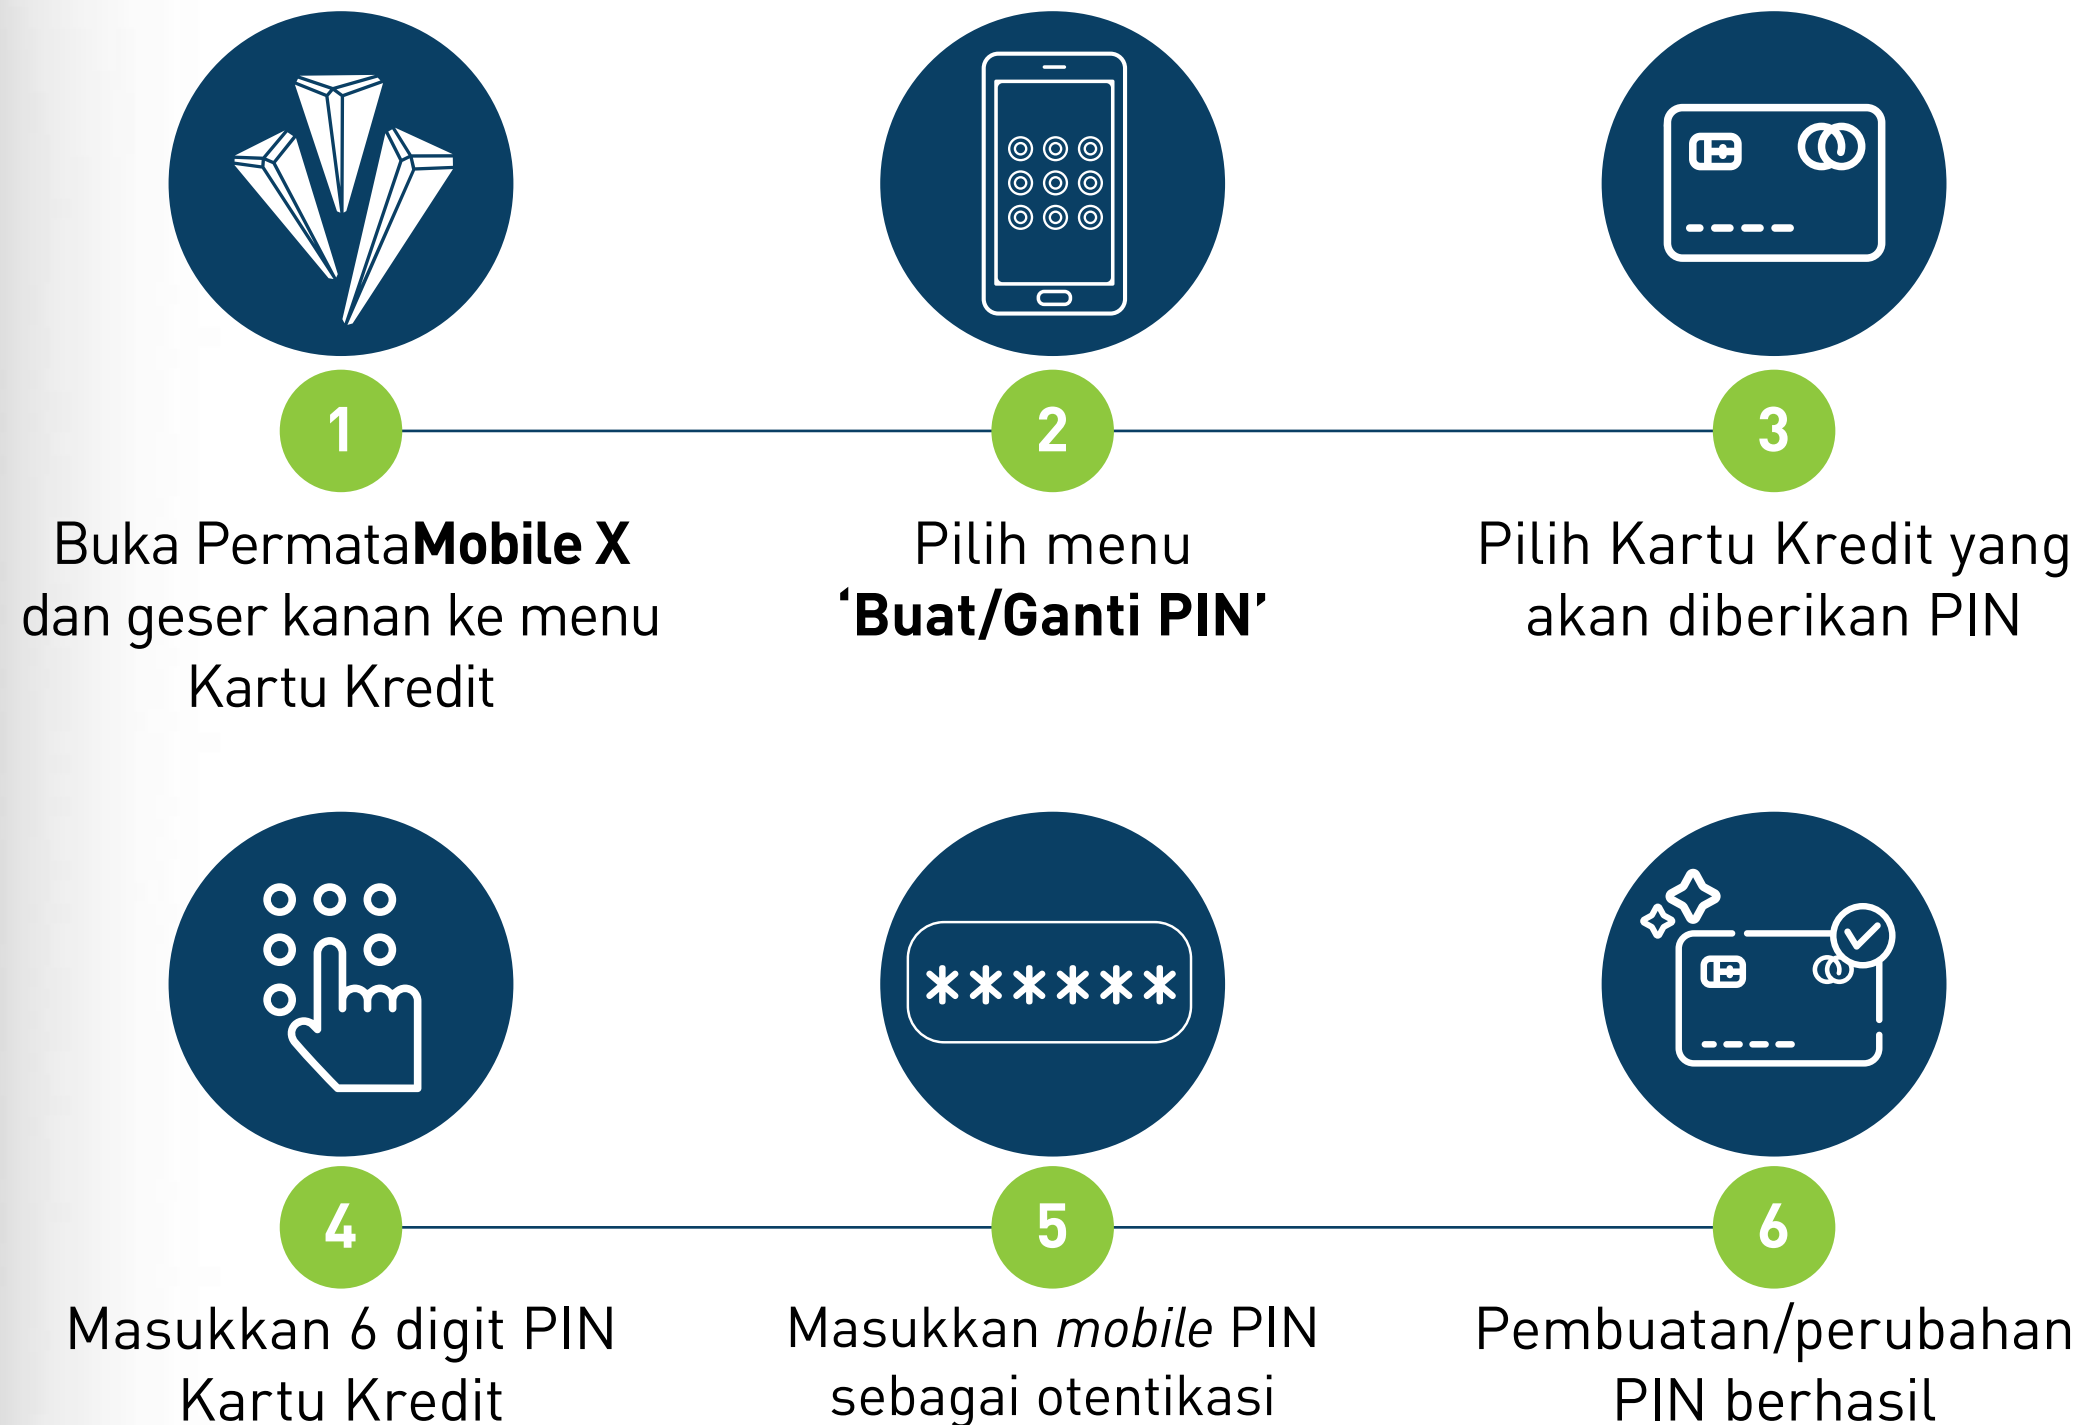 1
2
3
Buka PermataMobile X
dan geser kanan ke menu
Kartu Kredit
Pilih menu
‘Buat/Ganti PIN’
Pilih Kartu Kredit yang
akan diberikan PIN
******
4
5
6
Masukkan 6 digit PIN
Kartu Kredit
Masukkan mobile PIN
sebagai otentikasi
Pembuatan/perubahan
PIN berhasil